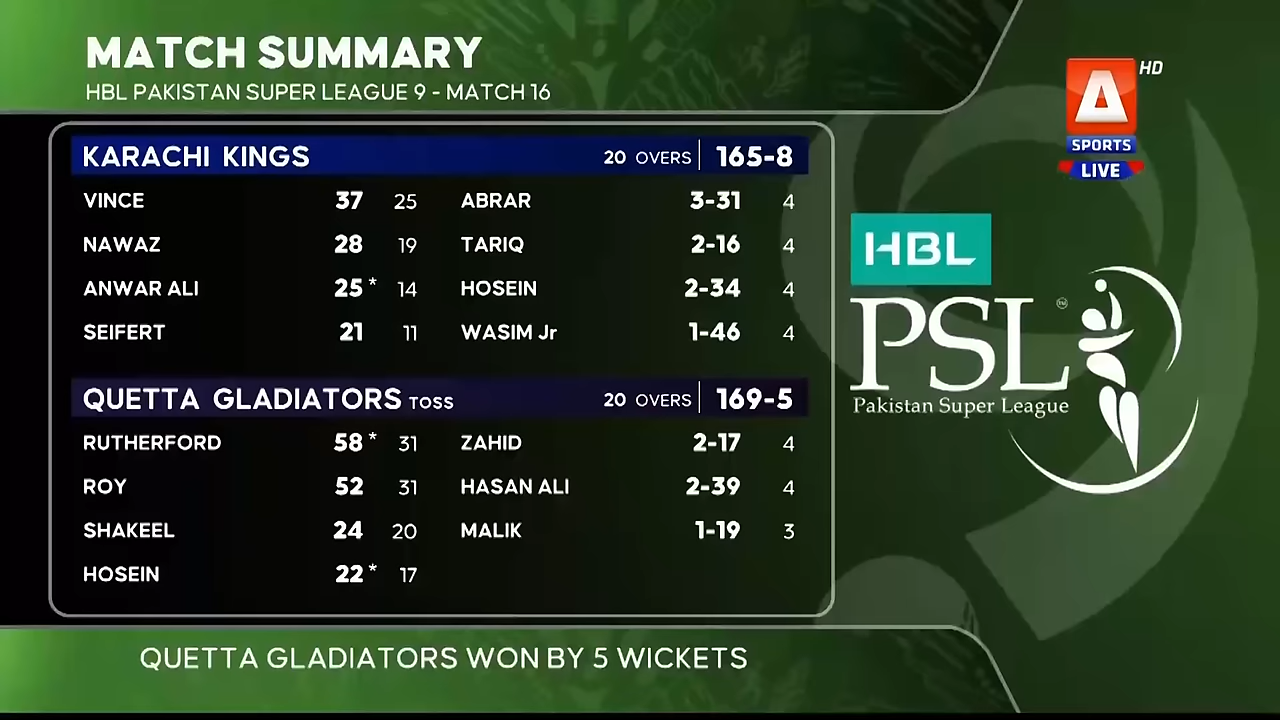 MATCH SUMMARY
HBL PAKISTAN SUPER LEAGUE 9 - MATCH 16
HD
A
SPORTS
LIVE
KARACHI KINGS 20 OVERS 165-8
VINCE 37 25 ABRAR 3-31 4
NAWAZ 28 19 TARIQ 2-16 4
ANWAR ALI 25* 14 HOSEIN 2-34 4
SEIFERT 21 11 WASIM Jr 1-46 4
QUETTA GLADIATORS TOSS 20 OVERS 169-5
RUTHERFORD 58* 31 ZAHID 2-17 4
ROY 52 31 HASAN ALI 2-39 4
SHAKEEL 24 20 MALIK 1-19 3
HOSEIN 22* 17
HBL
PSL™
Pakistan Super League
QUETTA GLADIATORS WON BY 5 WICKETS